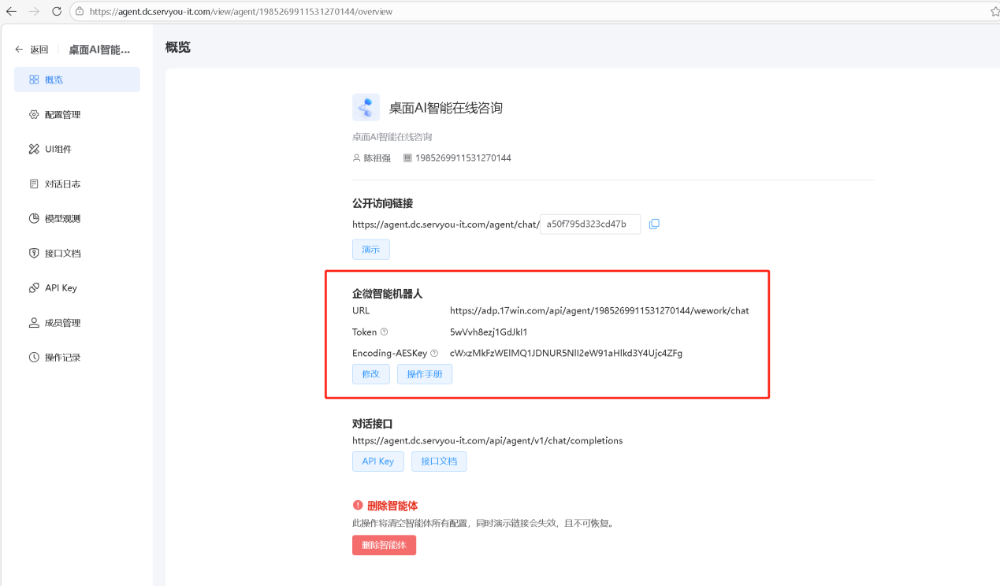 https://agent.dc.servyou-it.com/view/agent/1985269911531270144/overview
返回 桌面AI智能...
概览
配置管理
UI组件
对话日志
模型观测
接口文档
API Key
成员管理
操作记录
概览
桌面AI智能在线咨询
桌面AI智能在线咨询
陈祖强 1985269911531270144
公开访问链接
https://agent.dc.servyou-it.com/agent/chat/ a50f795d323cd47b
演示
企微智能机器人
URL https://adp.17win.com/api/agent/1985269911531270144/wework/chat
Token 5wVvh8ezj1GdJkI1
Encoding-AESKey cWxzMkFzWElMQ1JDNUR5NlI2eW91aHlkd3Y4Ujc4ZFg
修改 操作手册
对话接口
https://agent.dc.servyou-it.com/api/agent/v1/chat/completions
API Key 接口文档
删除智能体
此操作将清空智能体所有配置，同时演示链接会失效，且不可恢复。
删除智能体